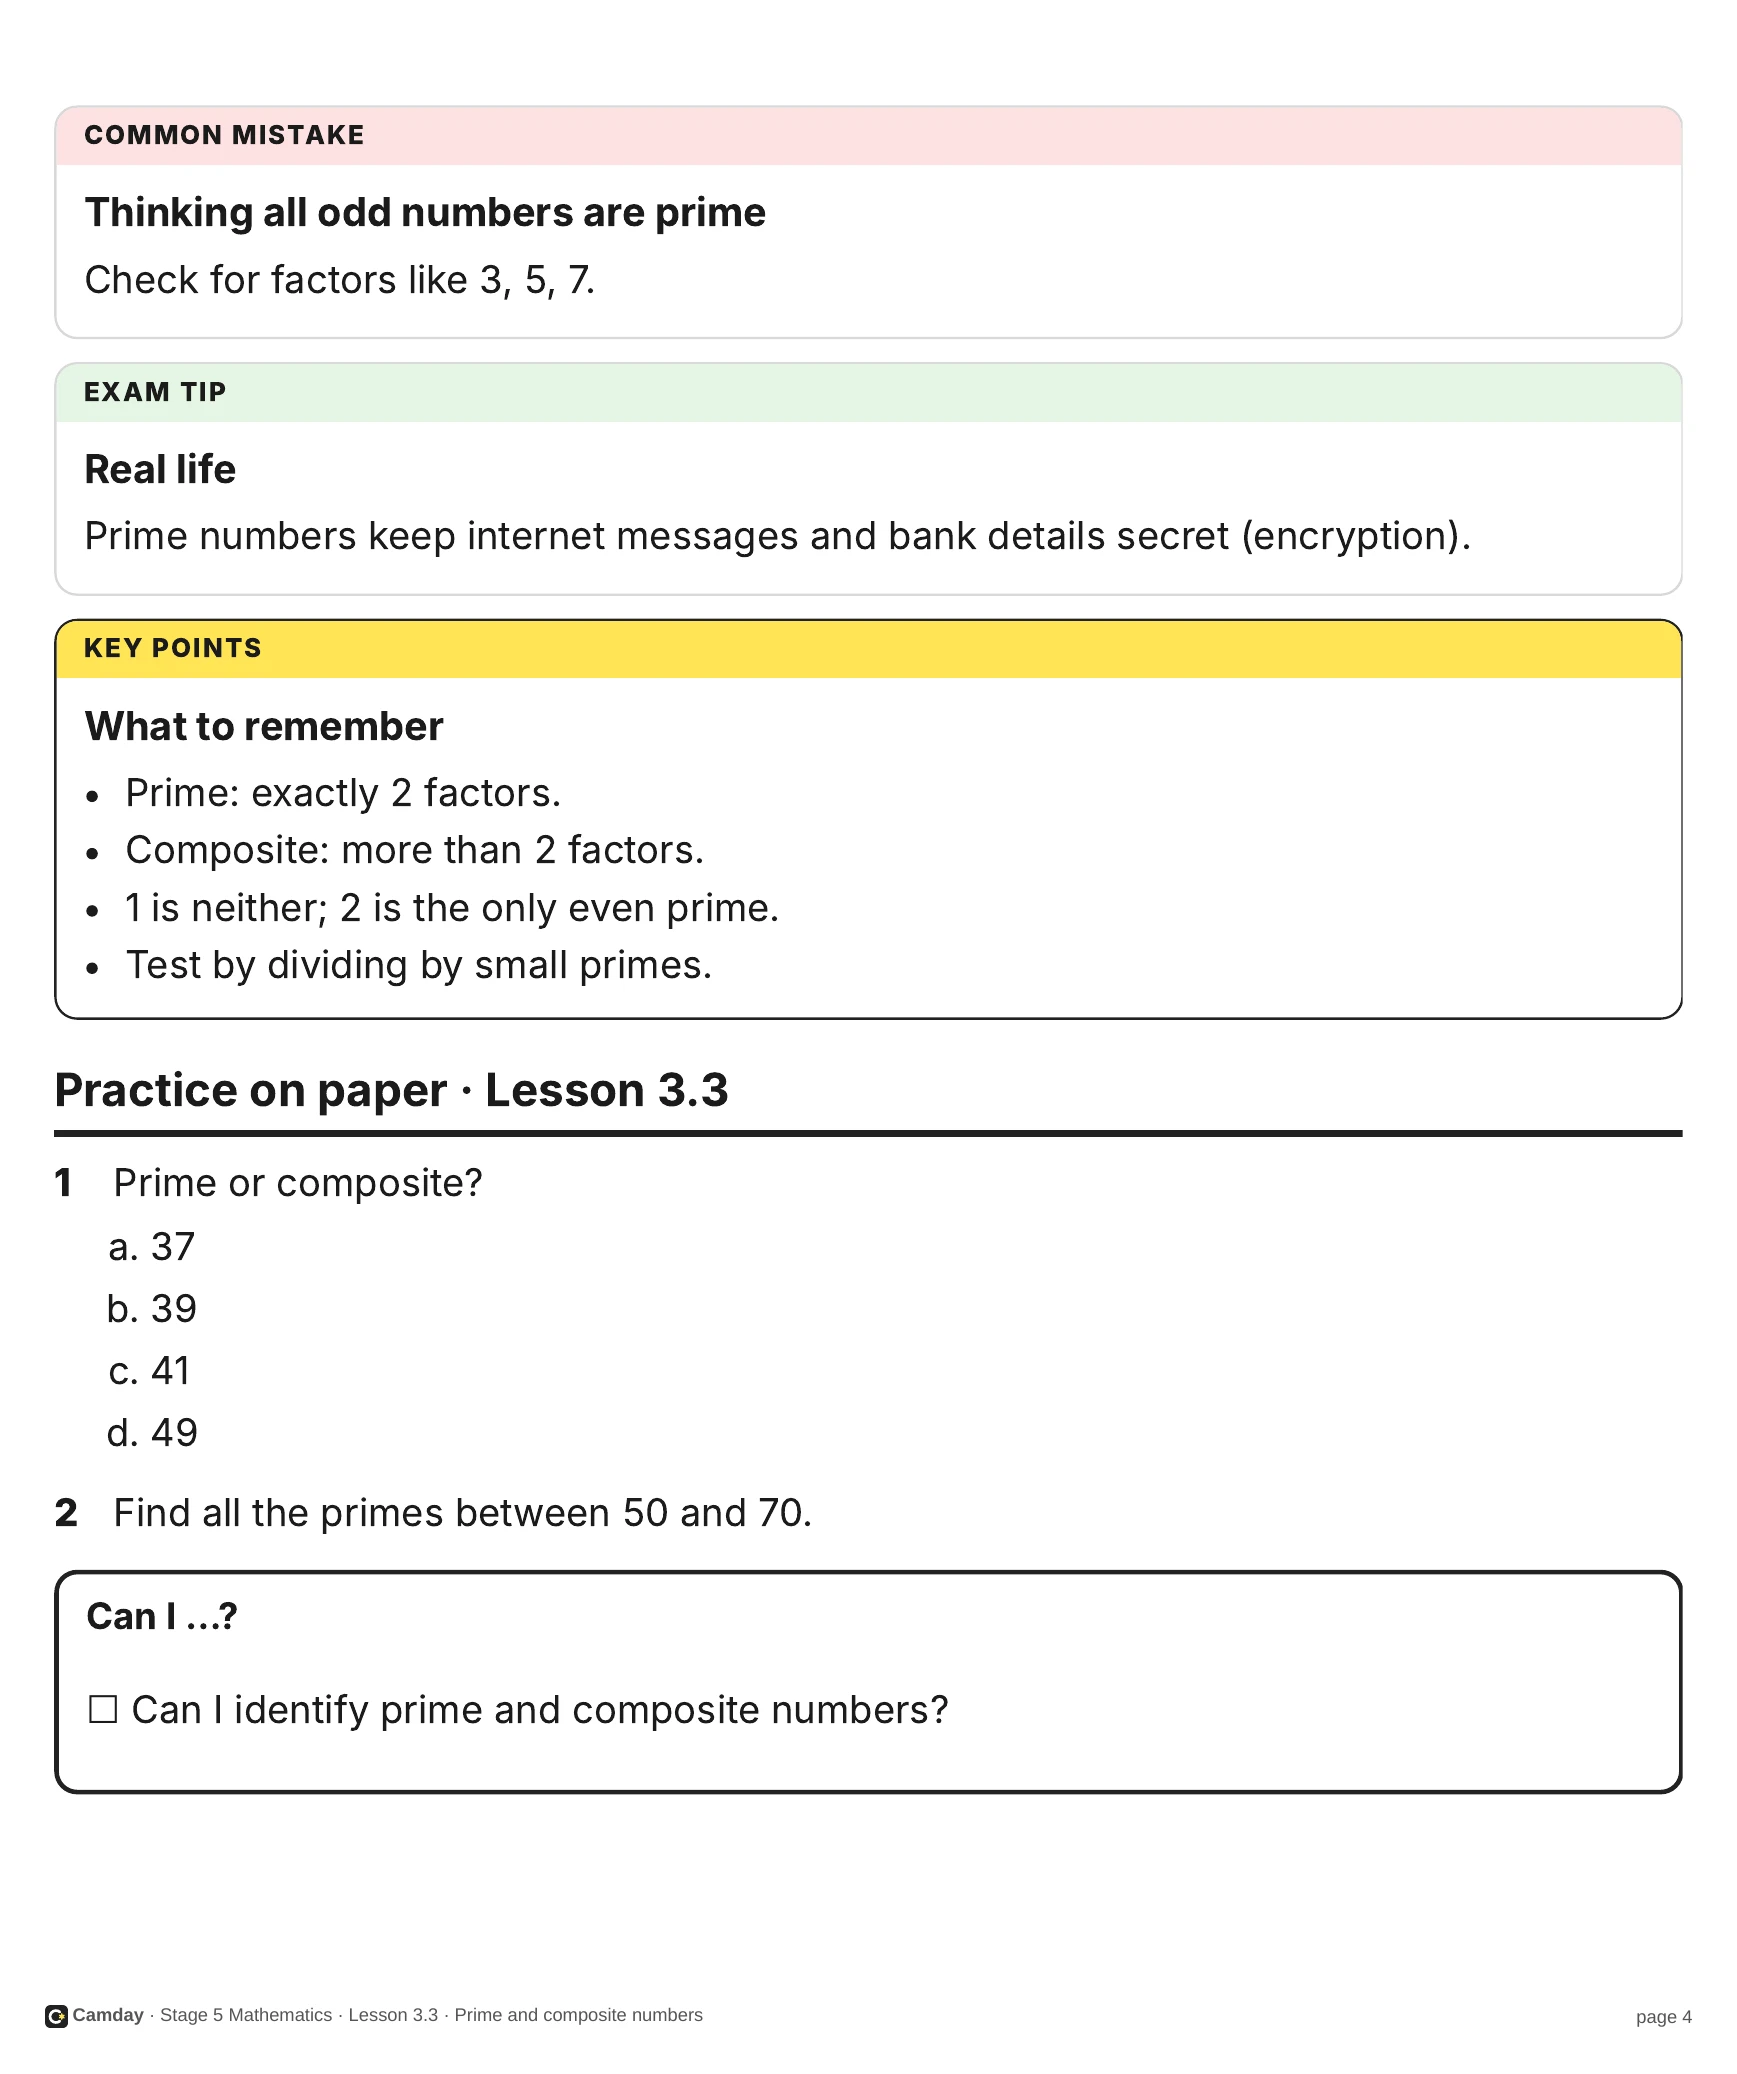 COMMON MISTAKE
Thinking all odd numbers are prime
Check for factors like 3, 5, 7.
EXAM TIP
Real life
Prime numbers keep internet messages and bank details secret (encryption).
KEY POINTS
What to remember
• Prime: exactly 2 factors.
• Composite: more than 2 factors.
• 1 is neither; 2 is the only even prime.
• Test by dividing by small primes.
Practice on paper · Lesson 3.3
1 Prime or composite?
a. 37
b. 39
c. 41
d. 49
2 Find all the primes between 50 and 70.
Can I …?
☐ Can I identify prime and composite numbers?
Camday · Stage 5 Mathematics · Lesson 3.3 · Prime and composite numbers
page 4